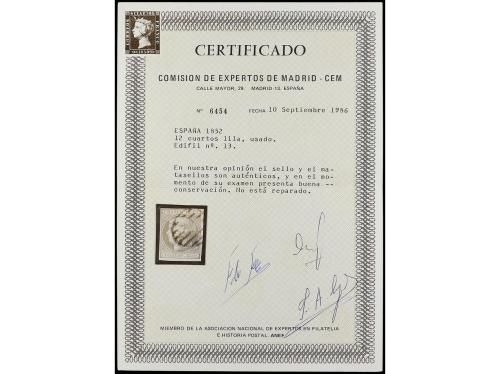 CERTIFICADO
COMISION DE EXPERTOS DE MADRID - CEM
CALLE MAYOR, 29. MADRID-13. ESPAÑA
Nº 6454 FECHA 10 Septiembre 1986
ESPAÑA 1852
12 cuartos lila, usado.
Edifil nº. 13.
En nuestra opinión el sello y el ma-
tasellos son auténticos, y en el mo-
mento de su examen presenta buena --
conservación. No está reparado.
MIEMBRO DE LA ASOCIACION NACIONAL DE EXPERTOS EN FILATELIA
E HISTORIA POSTAL. ANEF.